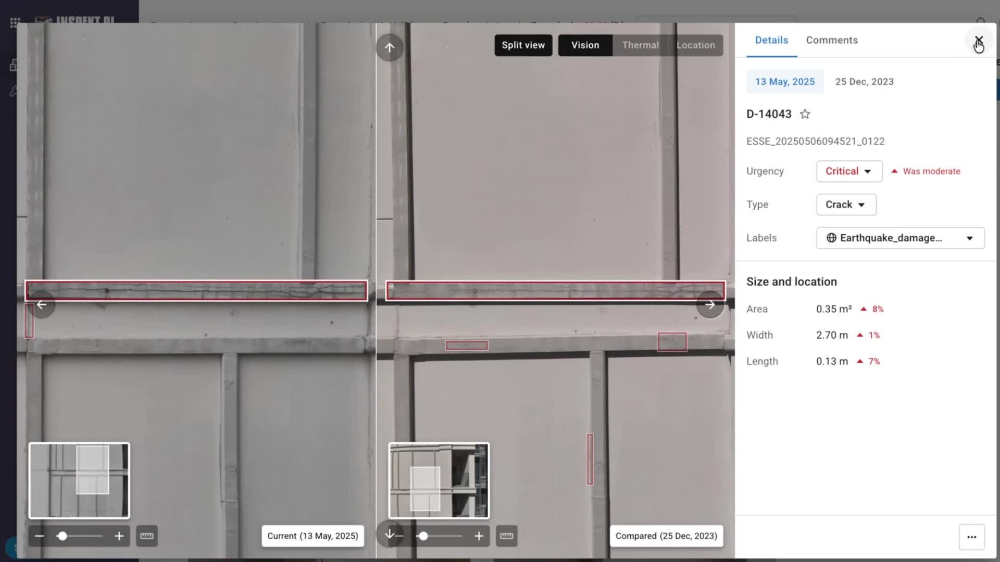 INSPEKT AI
Split view
Vision
Thermal
Location
Details
Comments
13 May, 2025
25 Dec, 2023
D-14043
ESSE_20250506094521_0122
Urgency
Critical
Was moderate
Type
Crack
Labels
Earthquake_damage...
Size and location
Area
0.35 m²
8%
Width
2.70 m
1%
Length
0.13 m
7%
Current (13 May, 2025)
Compared (25 Dec, 2023)